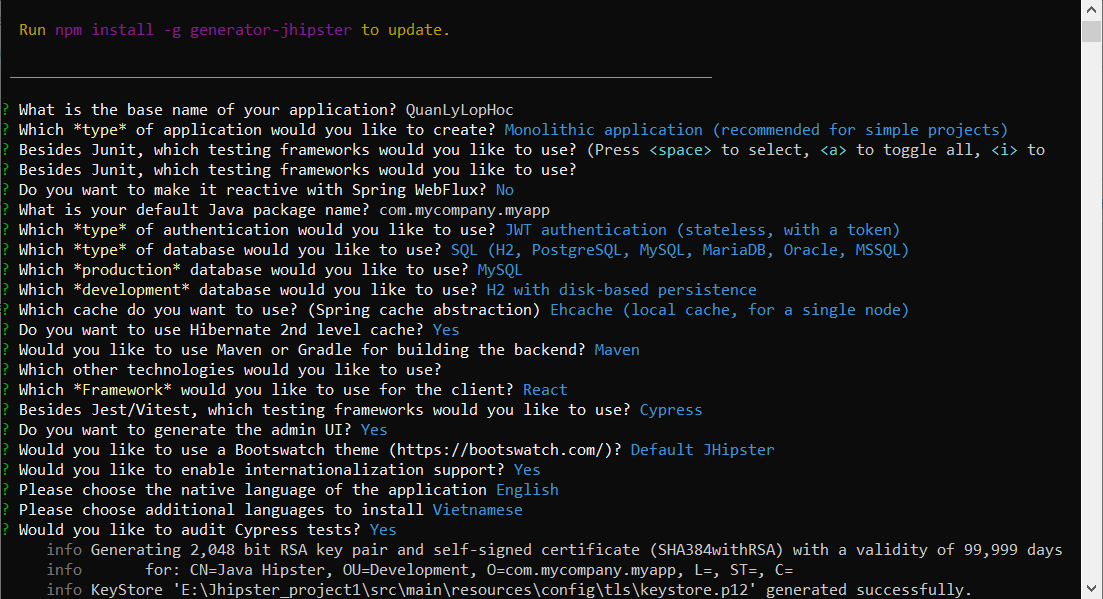 Run npm install -g generator-jhipster to update.
? What is the base name of your application? QuanLyLopHoc
? Which *type* of application would you like to create? Monolithic application (recommended for simple projects)
? Besides Junit, which testing frameworks would you like to use? (Press <space> to select, <a> to toggle all, <i> to
? Besides Junit, which testing frameworks would you like to use?
? Do you want to make it reactive with Spring WebFlux? No
? What is your default Java package name? com.mycompany.myapp
? Which *type* of authentication would you like to use? JWT authentication (stateless, with a token)
? Which *type* of database would you like to use? SQL (H2, PostgreSQL, MySQL, MariaDB, Oracle, MSSQL)
? Which *production* database would you like to use? MySQL
? Which *development* database would you like to use? H2 with disk-based persistence
? Which cache do you want to use? (Spring cache abstraction) Ehcache (local cache, for a single node)
? Do you want to use Hibernate 2nd level cache? Yes
? Would you like to use Maven or Gradle for building the backend? Maven
? Which other technologies would you like to use?
? Which *Framework* would you like to use for the client? React
? Besides Jest/Vitest, which testing frameworks would you like to use? Cypress
? Do you want to generate the admin UI? Yes
? Would you like to use a Bootswatch theme (https://bootswatch.com/)? Default JHipster
? Would you like to enable internationalization support? Yes
? Please choose the native language of the application English
? Please choose additional languages to install Vietnamese
? Would you like to audit Cypress tests? Yes
info Generating 2,048 bit RSA key pair and self-signed certificate (SHA384withRSA) with a validity of 99,999 days
info for: CN=Java Hipster, OU=Development, O=com.mycompany.myapp, L=, ST=, C=
info KeyStore 'E:\Jhipster_project1\src\main\resources\config\tls\keystore.p12' generated successfully.